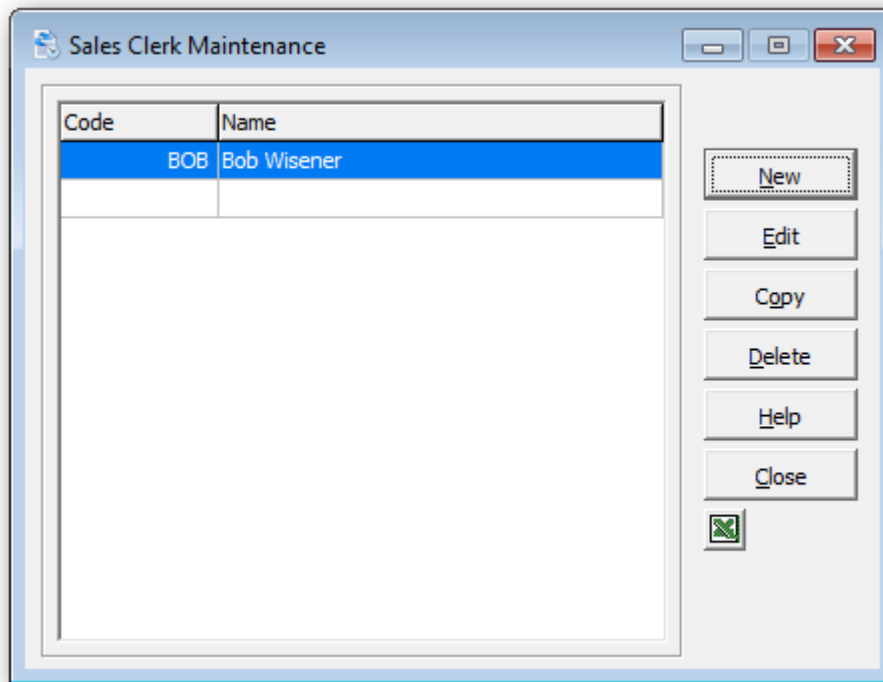 Sales Clerk Maintenance
Code Name
BOB Bob Wisener
New
Edit
Copy
Delete
Help
Close